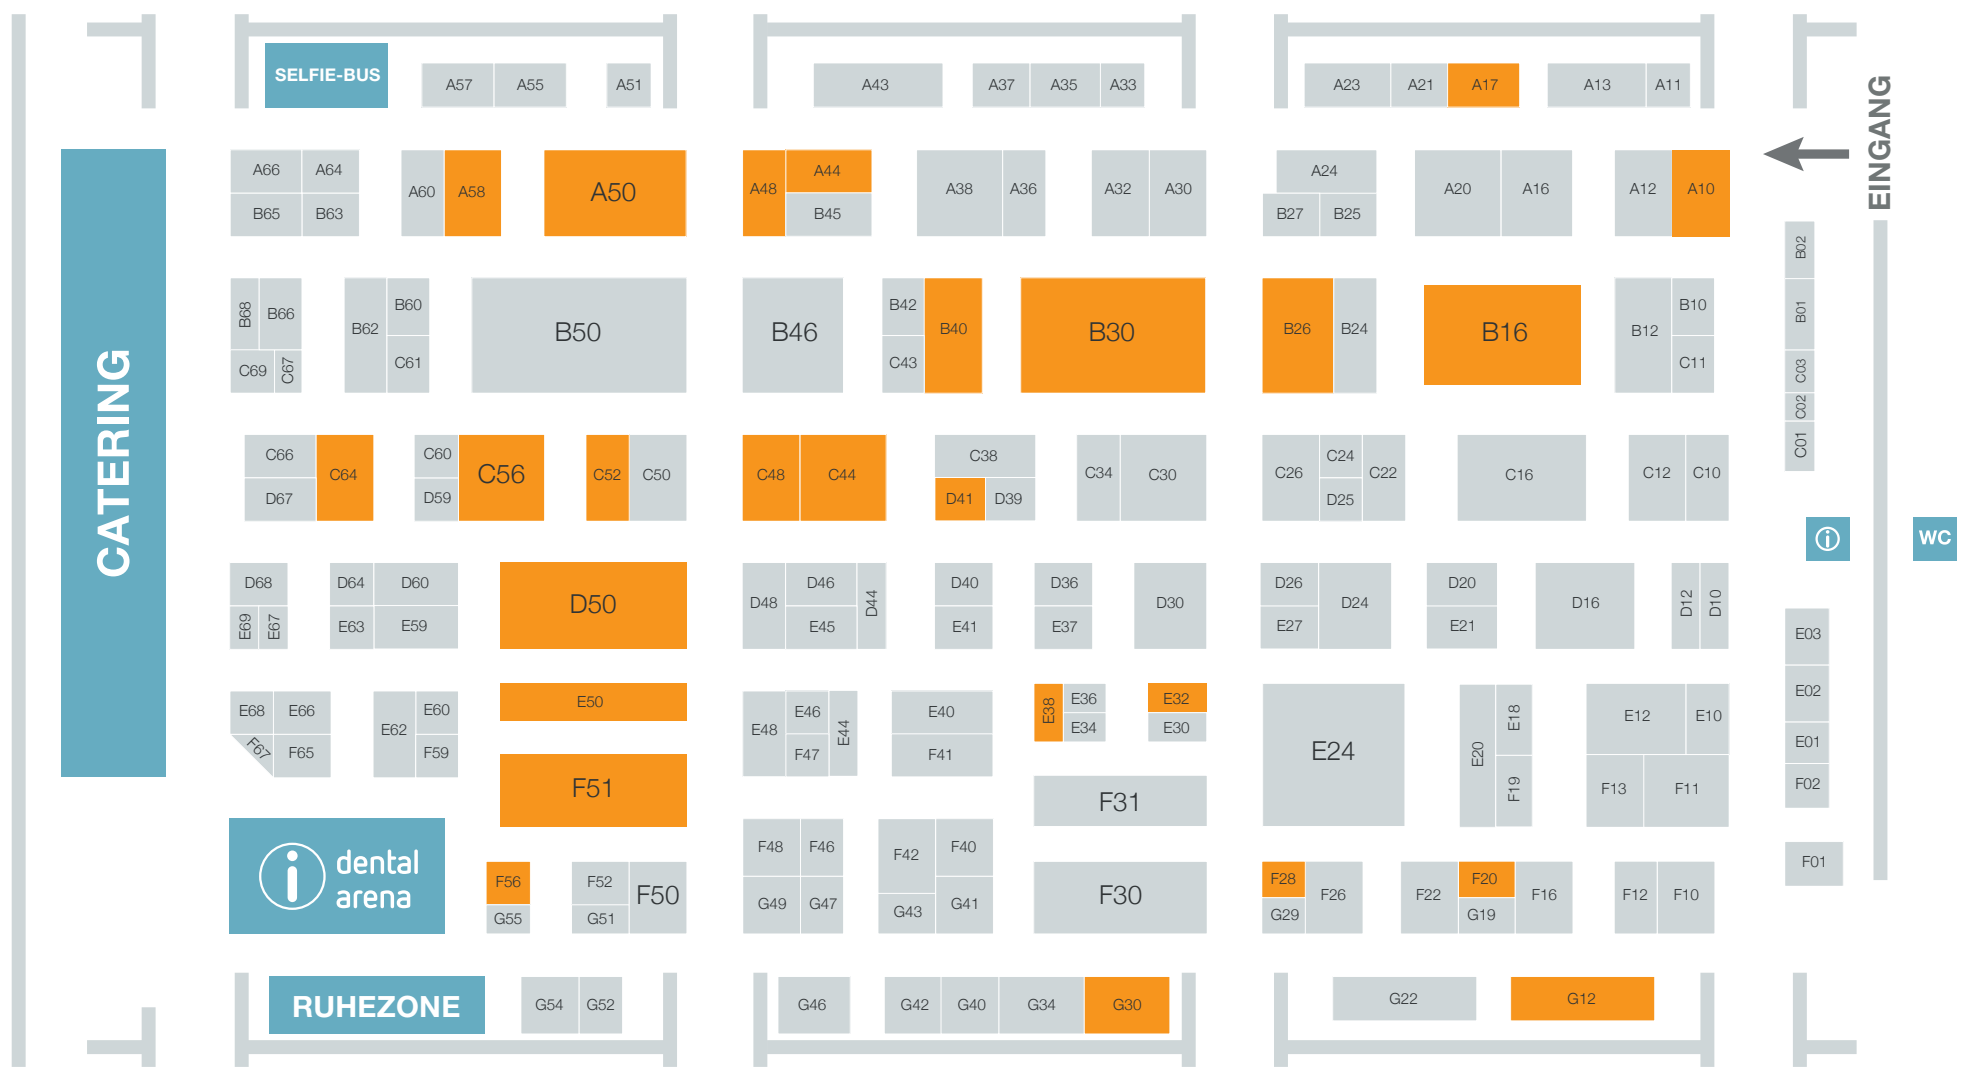 SELFIE-BUS
A57 A55 A51 A43 A37 A35 A33 A23 A21 A17 A13 A11
EINGANG
A66 A64 A60 A58 A50 A48 A44 A38 A36 A32 A30 A24 A20 A16 A12 A10
B65 B63 B45 B27 B25
B02
B01
C03
C02
C01
CATERING
B68 B66 B62 B60 B50 B46 B42 B40 B30 B26 B24 B16 B12 B10
C69 C67 C61 C43 C11
C66 C64 C60 C56 C52 C50 C48 C44 C38 C34 C30 C26 C24 C22 C16 C12 C10
D67 D59 D41 D39 D25
i
WC
D68 D64 D60 D50 D48 D46 D44 D40 D36 D30 D26 D24 D20 D16 D12 D10
E69 E67 E63 E59 E45 E41 E37 E27 E21
E03
E02
E01
F02
F01
E68 E66 E62 E60 E50 E48 E46 E44 E40 E38 E36 E32 E24 E20 E18 E12 E10
F67 F65 F59 F47 F41 E34 E30
F51 F31 F19 F13 F11
i dental
arena
F56 F52 F50 F48 F46 F42 F40 F30 F28 F26 F22 F20 F16 F12 F10
G55 G51 G49 G47 G43 G41 G29 G19
RUHEZONE
G54 G52 G46 G42 G40 G34 G30 G22 G12